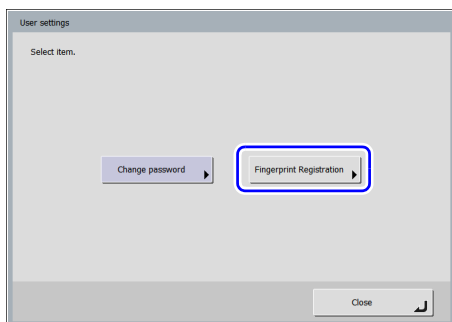 User settings
Select item.
Change password
Fingerprint Registration
Close